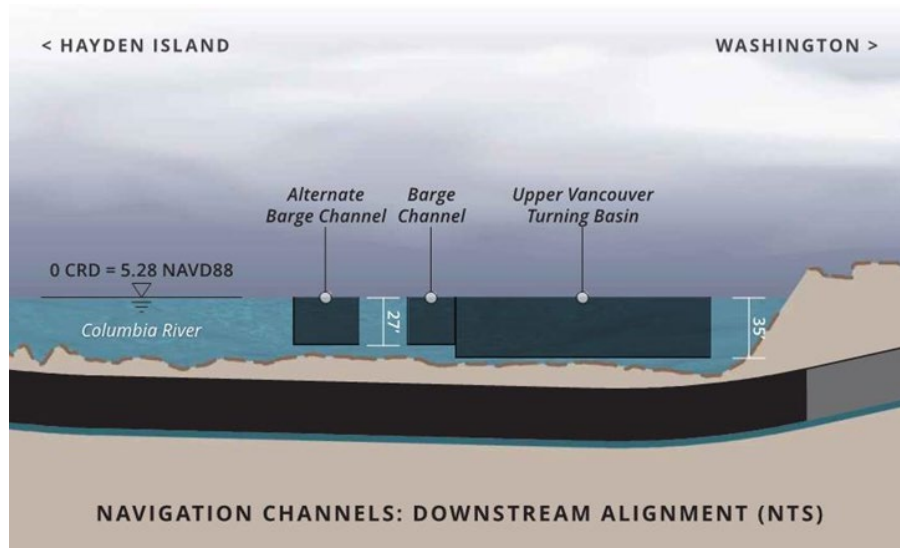 < HAYDEN ISLAND
WASHINGTON >
Alternate
Barge Channel
Barge
Channel
Upper Vancouver
Turning Basin
0 CRD = 5.28 NAVD88
Columbia River
27'
35'
NAVIGATION CHANNELS: DOWNSTREAM ALIGNMENT (NTS)